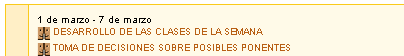 1 de marzo - 7 de marzo
DESARROLLO DE LAS CLASES DE LA SEMANA
TOMA DE DECISIONES SOBRE POSIBLES PONENTES